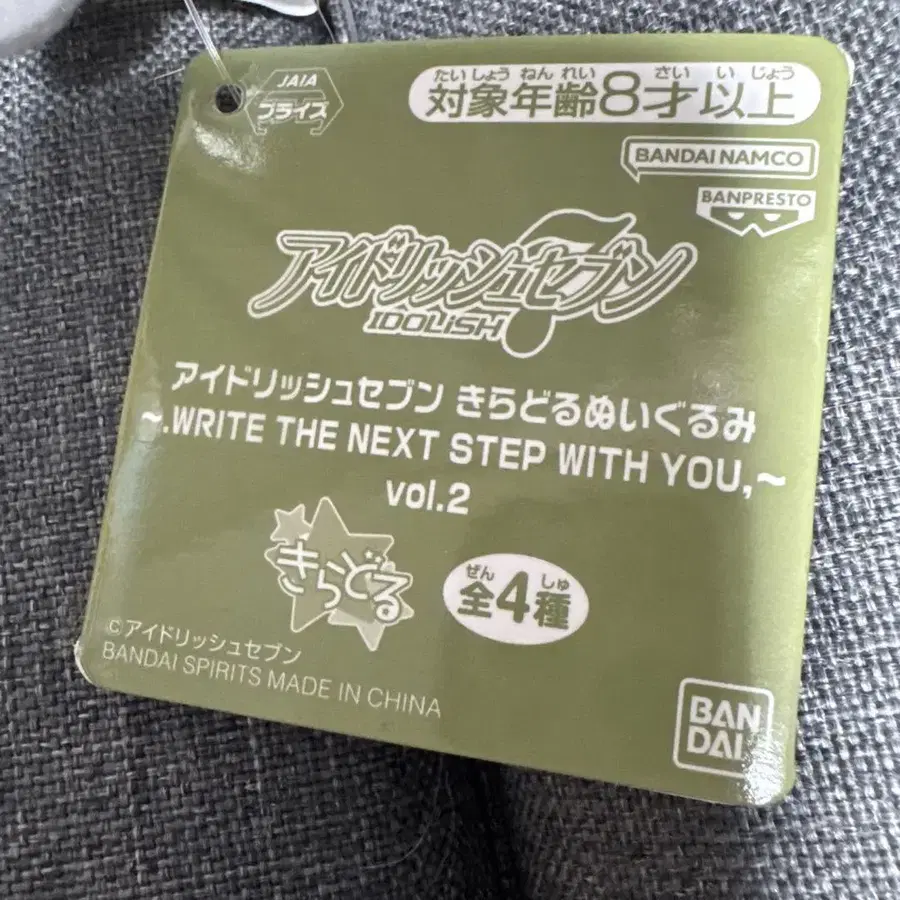 JAIA
プライズ
たいしょう ねん れい さい い じょう
対象年齢8才以上
BANDAI NAMCO
BANPRESTO
アイドリッシュセブン
IDOLiSH7
アイドリッシュセブン きらどるぬいぐるみ
～.WRITE THE NEXT STEP WITH YOU,～
vol.2
きらどる
ぜん しゅ
全4種
©アイドリッシュセブン
BANDAI SPIRITS MADE IN CHINA
BAN
DAI